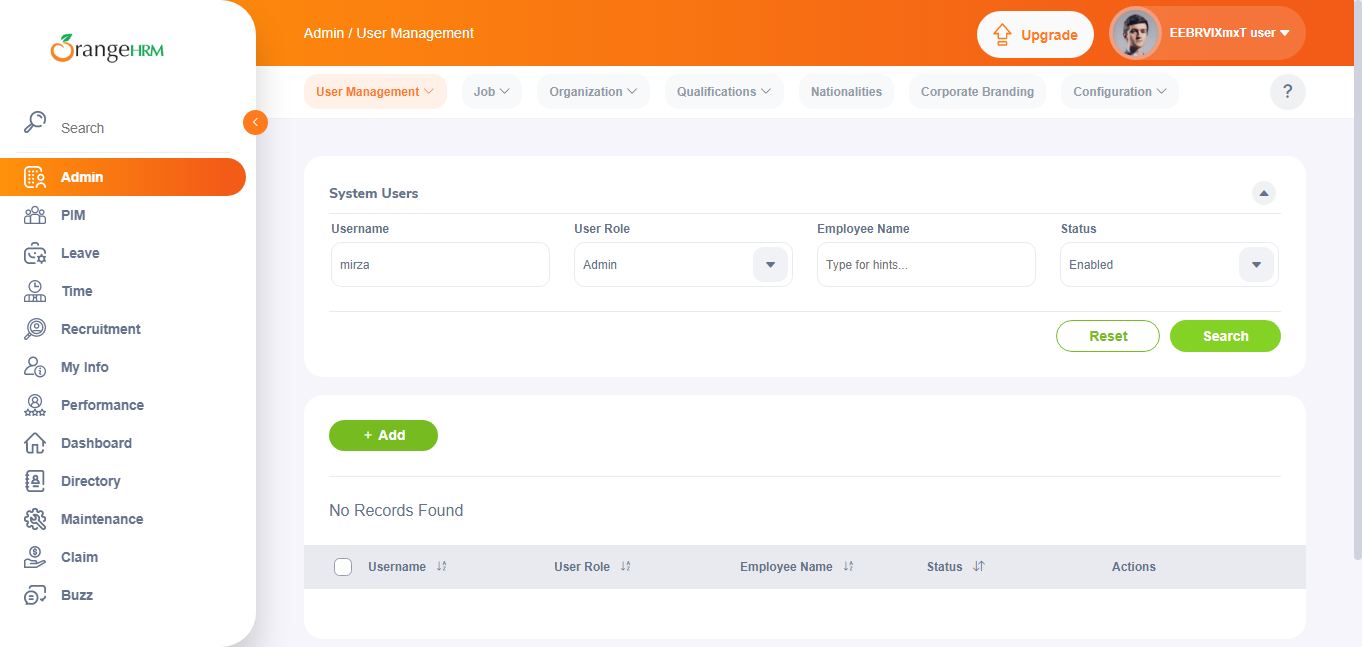 OrangeHRM
Search
Admin
PIM
Leave
Time
Recruitment
My Info
Performance
Dashboard
Directory
Maintenance
Claim
Buzz
Admin / User Management
Upgrade
EEBRVIXmxT user
User Management
Job
Organization
Qualifications
Nationalities
Corporate Branding
Configuration
?
System Users
Username
User Role
Employee Name
Status
mirza
Admin
Type for hints...
Enabled
Reset
Search
+ Add
No Records Found
Username
User Role
Employee Name
Status
Actions